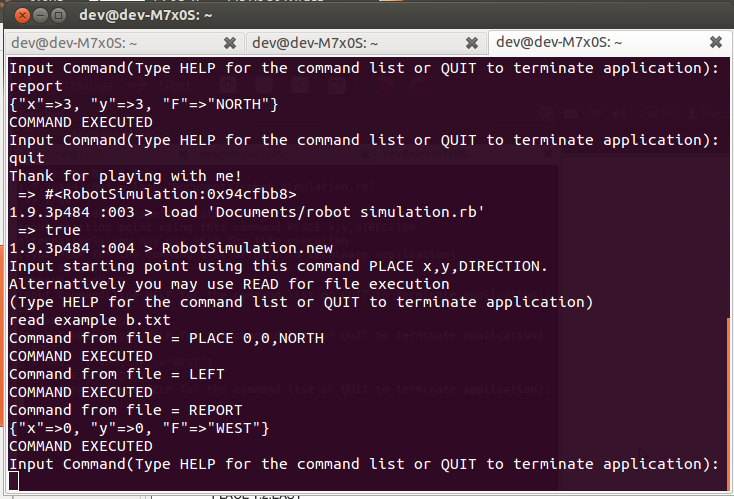 dev@dev-M7x0S: ~
dev@dev-M7x0S: ~ dev@dev-M7x0S: ~ dev@dev-M7x0S: ~
Input Command(Type HELP for the command list or QUIT to terminate application):
report
{"x"=>3, "y"=>3, "F"=>"NORTH"}
COMMAND EXECUTED
Input Command(Type HELP for the command list or QUIT to terminate application):
quit
Thank for playing with me!
=> #<RobotSimulation:0x94cfbb8>
1.9.3p484 :003 > load 'Documents/robot simulation.rb'
=> true
1.9.3p484 :004 > RobotSimulation.new
Input starting point using this command PLACE x,y,DIRECTION.
Alternatively you may use READ for file execution
(Type HELP for the command list or QUIT to terminate application)
read example b.txt
Command from file = PLACE 0,0,NORTH
COMMAND EXECUTED
Command from file = LEFT
COMMAND EXECUTED
Command from file = REPORT
{"x"=>0, "y"=>0, "F"=>"WEST"}
COMMAND EXECUTED
Input Command(Type HELP for the command list or QUIT to terminate application):